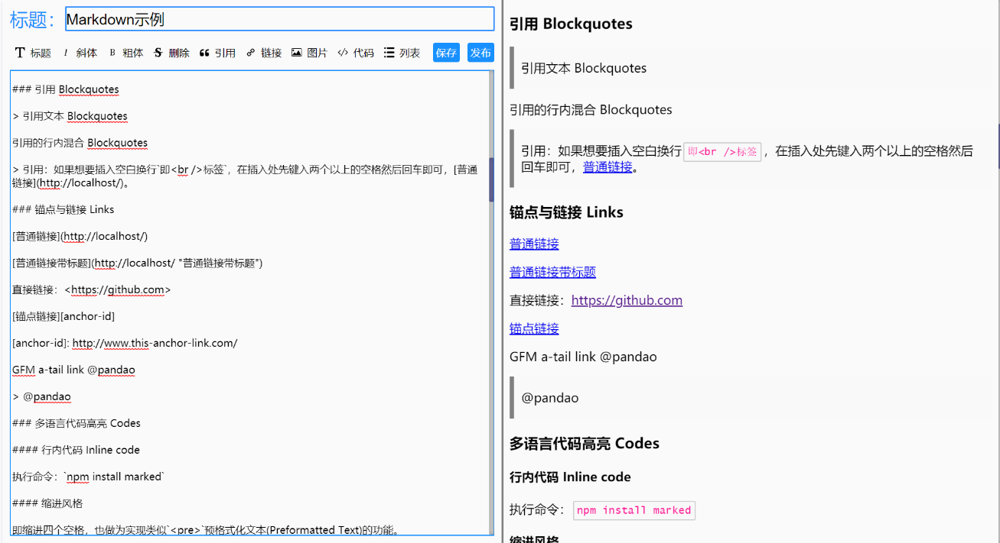 标题：
Markdown示例
标题 斜体 粗体 删除 引用 链接 图片 代码 列表 保存 发布
### 引用 Blockquotes
> 引用文本 Blockquotes
引用的行内混合 Blockquotes
> 引用：如果想要插入空白换行`即<br />标签`，在插入处先键入两个以上的空格然后回车即可，[普通
链接](http://localhost/)。
### 锚点与链接 Links
[普通链接](http://localhost/)
[普通链接带标题](http://localhost/ "普通链接带标题")
直接链接：<https://github.com>
[锚点链接][anchor-id]
[anchor-id]: http://www.this-anchor-link.com/
GFM a-tail link @pandao
> @pandao
### 多语言代码高亮 Codes
#### 行内代码 Inline code
执行命令：`npm install marked`
#### 缩进风格
即缩进四个空格，也做为实现类似`<pre>`预格式化文本(Preformatted Text)的功能。
引用 Blockquotes
引用文本 Blockquotes
引用的行内混合 Blockquotes
引用：如果想要插入空白换行 即<br />标签 ，在插入处先键入两个以上的空格然后
回车即可，普通链接。
锚点与链接 Links
普通链接
普通链接带标题
直接链接：https://github.com
锚点链接
GFM a-tail link @pandao
@pandao
多语言代码高亮 Codes
行内代码 Inline code
执行命令： npm install marked
缩进风格